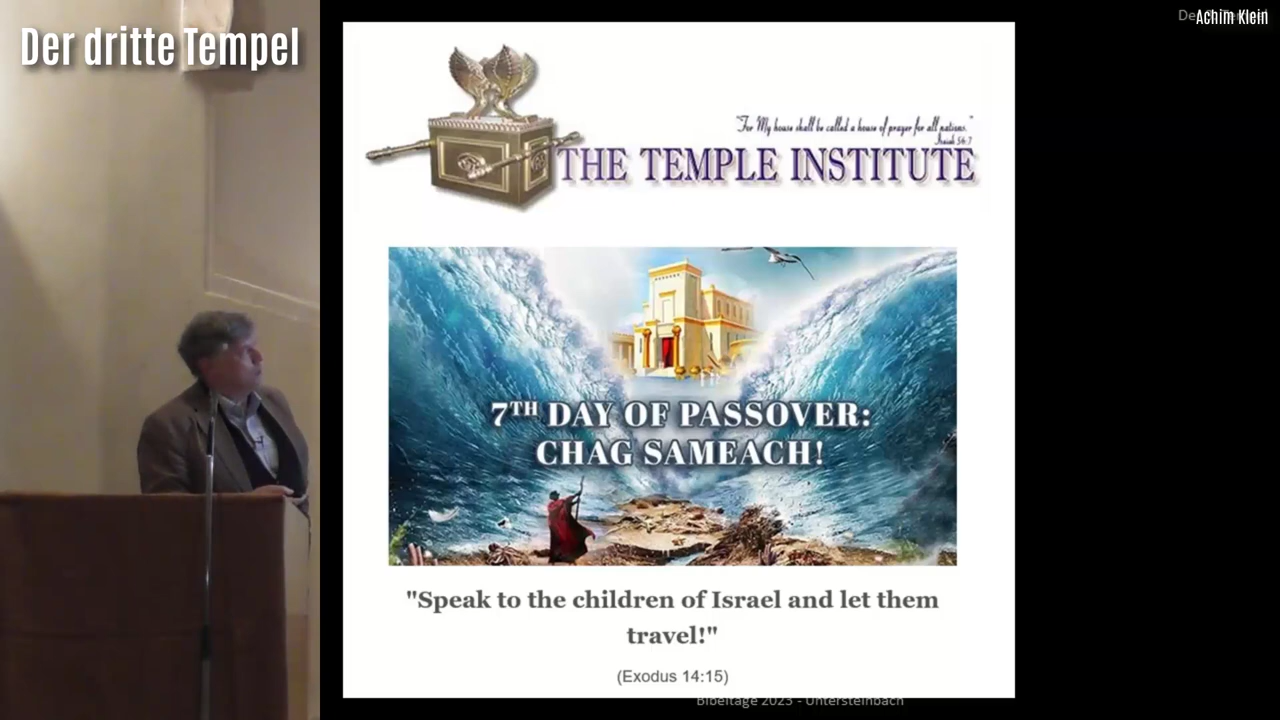 Der dritte Tempel
Achim Klein
"For My house shall be called a house of prayer for all nations."
Isaiah 56:7
THE TEMPLE INSTITUTE
7TH DAY OF PASSOVER:
CHAG SAMEACH!
"Speak to the children of Israel and let them
travel!"
(Exodus 14:15)
Bibeltage 2023 - Untersteinbach